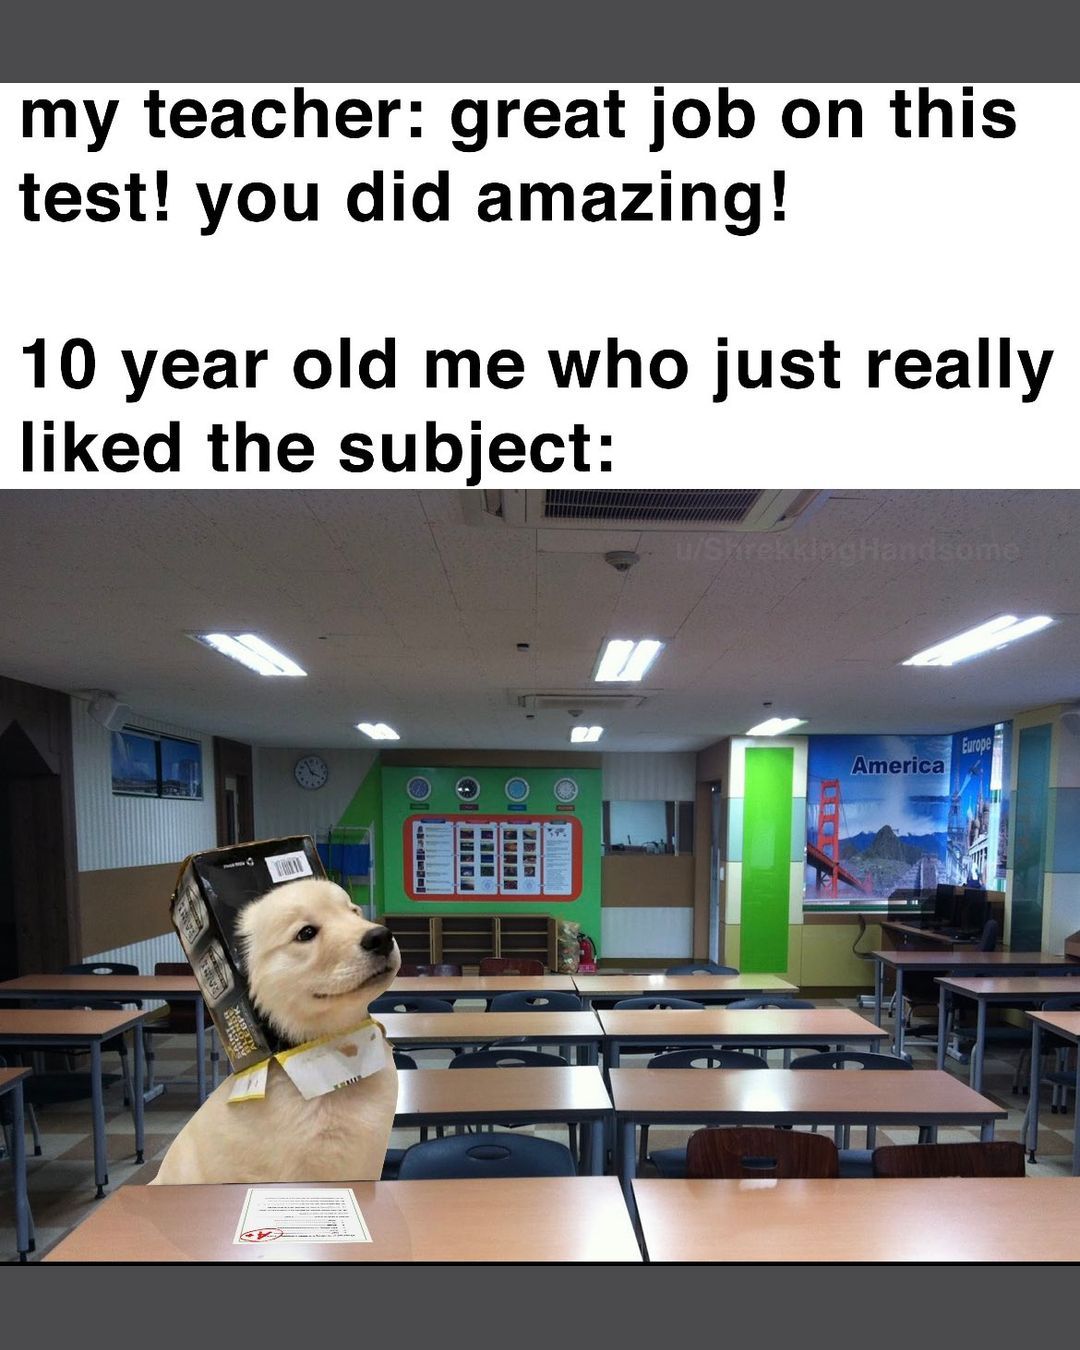 my teacher: great job on this
test! you did amazing!
10 year old me who just really
liked the subject:
u/ShrekkingHandsome
America
Europe
A+